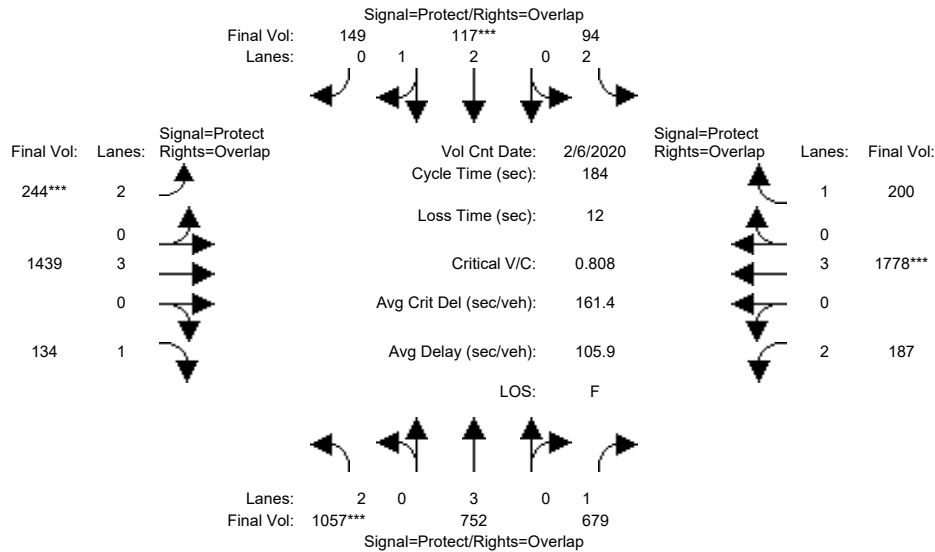 Signal=Protect/Rights=Overlap
Final Vol: 149 117*** 94
Lanes: 0 1 2 0 2
Signal=Protect
Final Vol: Lanes: Rights=Overlap
Vol Cnt Date: 2/6/2020
Signal=Protect
Rights=Overlap Lanes: Final Vol:
Cycle Time (sec): 184
244*** 2
1 200
Loss Time (sec): 12
0
0
1439 3
Critical V/C: 0.808
3 1778***
0
Avg Crit Del (sec/veh): 161.4
0
134 1
Avg Delay (sec/veh): 105.9
2 187
LOS: F
Lanes: 2 0 3 0 1
Final Vol: 1057*** 752 679
Signal=Protect/Rights=Overlap